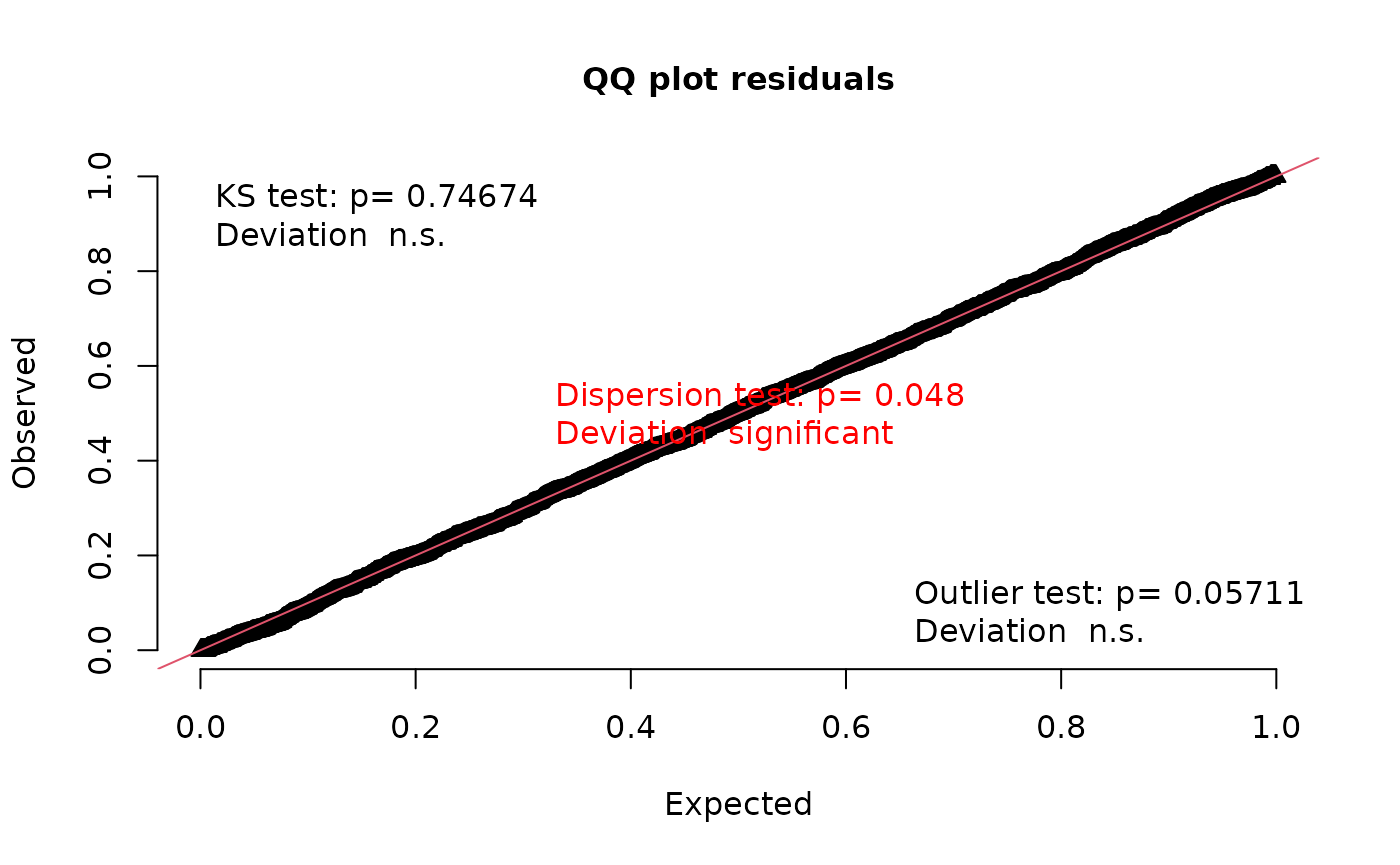 QQ plot residuals
KS test: p= 0.74674
Deviation  n.s.
Dispersion test: p= 0.048
Deviation  significant
Outlier test: p= 0.05711
Deviation  n.s.
Observed
1.0
0.8
0.6
0.4
0.2
0.0
0.0 0.2 0.4 0.6 0.8 1.0
Expected